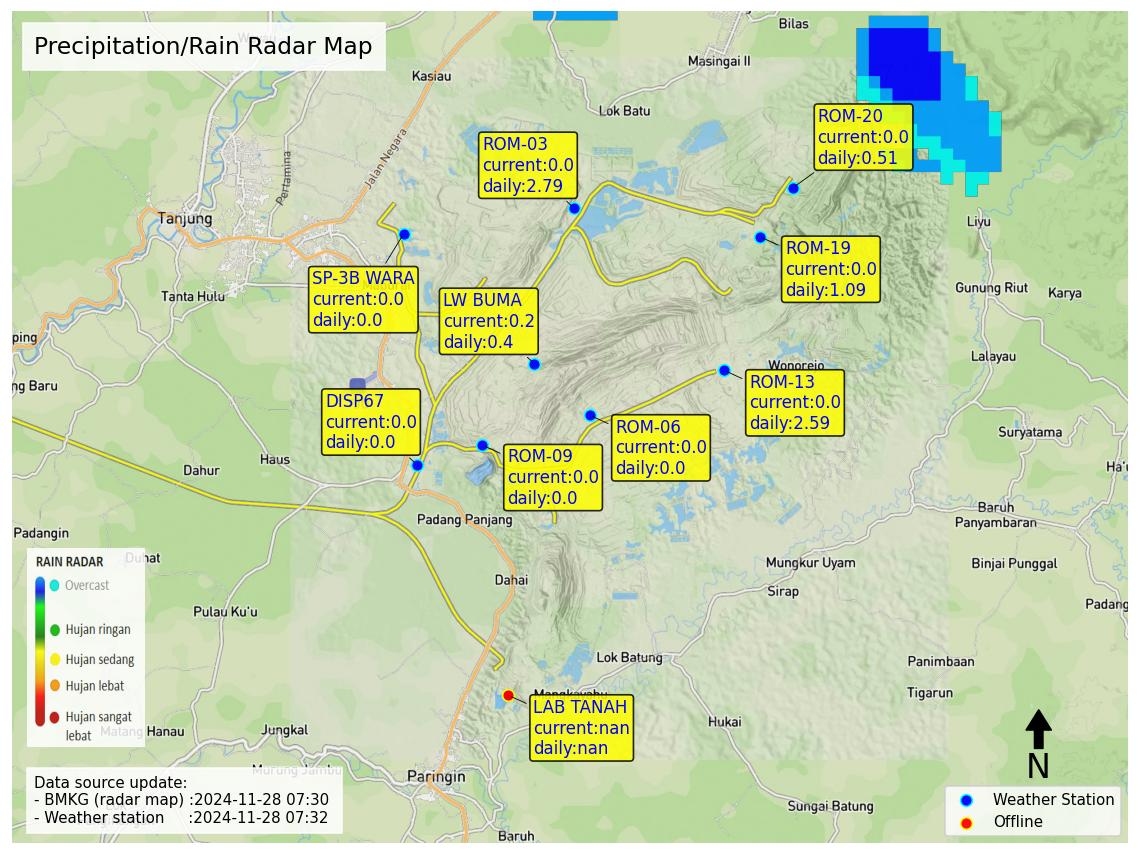 Precipitation/Rain Radar Map
Bilas
Masingai II
Kasiau
Lok Batu
ROM-20
current:0.0
daily:0.51
ROM-03
current:0.0
daily:2.79
Jalan Negara
Pertamina
Tanjung
Liyu
ROM-19
current:0.0
daily:1.09
SP-3B WARA
current:0.0
daily:0.0
LW BUMA
current:0.2
daily:0.4
Tanta Hulu
Gunung Riut
Karya
ping
Lalayau
Wonorejo
ng Baru
ROM-13
current:0.0
daily:2.59
DISP67
current:0.0
daily:0.0
ROM-06
current:0.0
daily:0.0
Suryatama
ROM-09
current:0.0
daily:0.0
Haus
Dahur
Ha'u
Baruh
Panyambaran
Padang Panjang
Padangin
Duhat
Mungkur Uyam
Binjai Punggal
Dahai
Sirap
Padang
Pulau Ku'u
RAIN RADAR
Overcast
Hujan ringan
Hujan sedang
Hujan lebat
Hujan sangat
lebat
Lok Batung
Panimbaan
Tigarun
Mangkayahu
LAB TANAH
current:nan
daily:nan
Matang Hanau
Jungkal
Hukai
Murung Jambu
Paringin
N
Sungai Batung
Baruh
Data source update:
- BMKG (radar map) :2024-11-28 07:30
- Weather station :2024-11-28 07:32
Weather Station
Offline